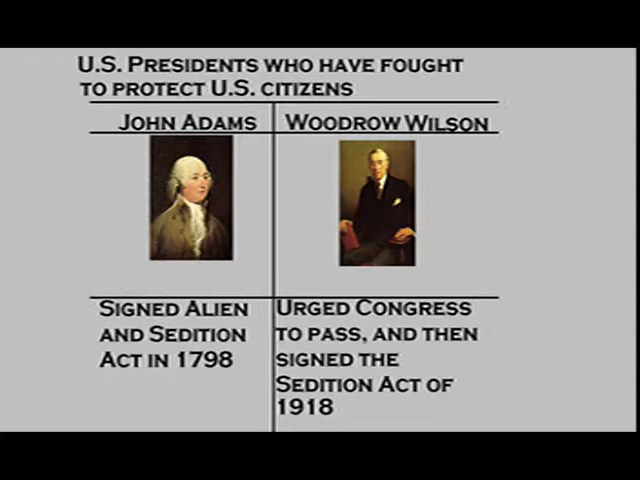 U.S. PRESIDENTS WHO HAVE FOUGHT
TO PROTECT U.S. CITIZENS
JOHN ADAMS
WOODROW WILSON
SIGNED ALIEN
AND SEDITION
ACT IN 1798
URGED CONGRESS
TO PASS, AND THEN
SIGNED THE
SEDITION ACT OF
1918